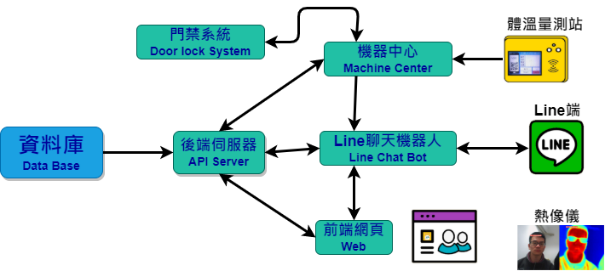 門禁系統
Door lock System
體溫量測站
機器中心
Machine Center
Line端
資料庫
Data Base
後端伺服器
API Server
Line聊天機器人
Line Chat Bot
LINE
前端網頁
Web
熱像儀